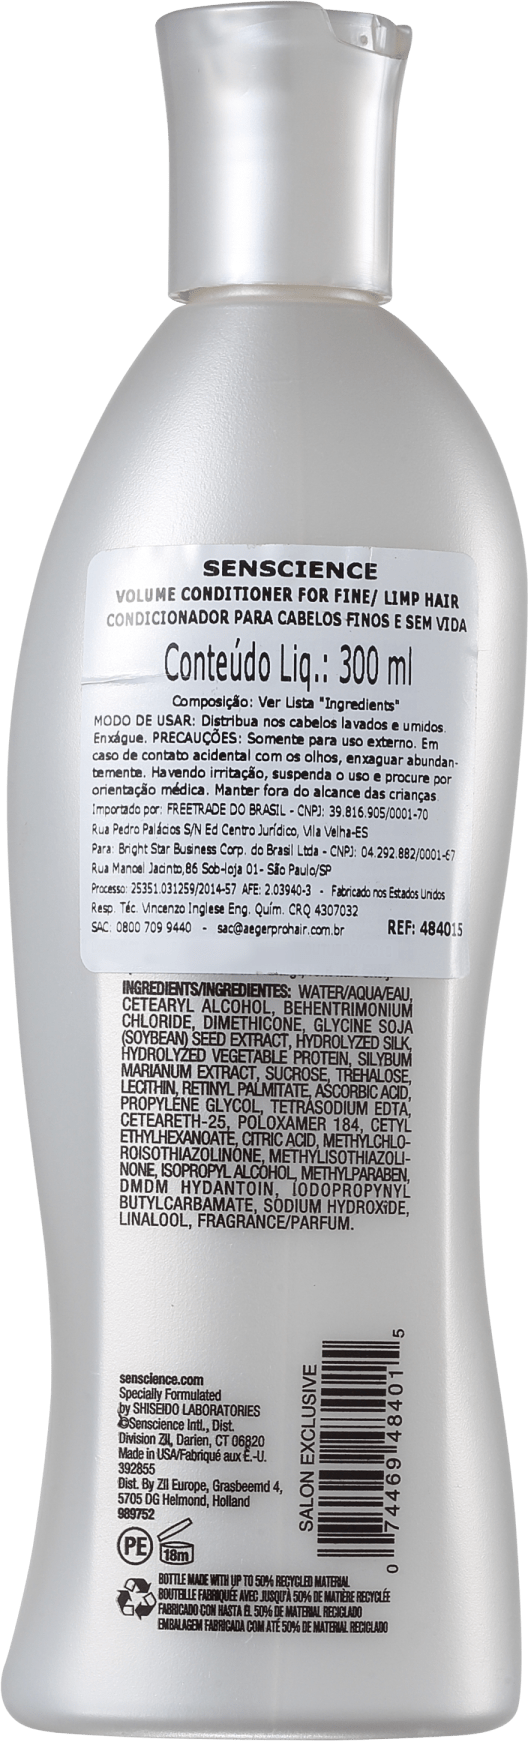 SENSCIENCE
VOLUME CONDITIONER FOR FINE/ LIMP HAIR
CONDICIONADOR PARA CABELOS FINOS E SEM VIDA
Conteúdo Liq.: 300 ml
Composição: Ver Lista "Ingredients"
MODO DE USAR: Distribua nos cabelos lavados e umidos.
Enxágue. PRECAUÇÕES: Somente para uso externo. Em
caso de contato acidental com os olhos, enxaguar abundan-
temente. Havendo irritação, suspenda o uso e procure por
orientação médica. Manter fora do alcance das crianças.
Importado por: FREETRADE DO BRASIL - CNPJ: 39.816.905/0001-70
Rua Pedro Palácios S/N Ed Centro Jurídico, Vila Velha-ES
Para: Bright Star Business Corp. do Brasil Ltda - CNPJ: 04.292.882/0001-67
Rua Manoel Jacinto,86 Sob-loja 01- São Paulo/SP
Processo: 25351.031259/2014-57 AFE: 2.03940-3 - Fabricado nos Estados Unidos
Resp. Téc. Vincenzo Inglese Eng. Quím. CRQ 4307032
SAC: 0800 709 9440 - sac@aegerprohair.com.br REF: 484015
INGREDIENTS/INGREDIENTES: WATER/AQUA/EAU,
CETEARYL ALCOHOL, BEHENTRIMONIUM
CHLORIDE, DIMETHICONE, GLYCINE SOJA
(SOYBEAN) SEED EXTRACT, HYDROLYZED SILK,
HYDROLYZED VEGETABLE PROTEIN, SILYBUM
MARIANUM EXTRACT, SUCROSE, TREHALOSE,
LECITHIN, RETINYL PALMITATE, ASCORBIC ACID,
PROPYLENE GLYCOL, TETRASODIUM EDTA,
CETEARETH-25, POLOXAMER 184, CETYL
ETHYLHEXANOATE, CITRIC ACID, METHYLCHLO-
ROISOTHIAZOLINONE, METHYLISOTHIAZOLI-
NONE, ISOPROPYL ALCOHOL, METHYLPARABEN,
DMDM HYDANTOIN, IODOPROPYNYL
BUTYLCARBAMATE, SODIUM HYDROXIDE,
LINALOOL, FRAGRANCE/PARFUM.
senscience.com
Specially Formulated
by SHISEIDO LABORATORIES
©Senscience Intl., Dist.
Division Zil, Darien, CT 06820
Made in USA/Fabriqué aux É.-U.
392855
Dist. By Zil Europe, Grasbeemd 4,
5705 DG Helmond, Holland
989752
SALON EXCLUSIVE
0 74469 48401 5
PE
18m
BOTTLE MADE WITH UP TO 50% RECYCLED MATERIAL
BOUTEILLE FABRIQUÉE AVEC JUSQU'À 50% DE MATIÈRE RECYCLÉE
FABRICADO CON HASTA EL 50% DE MATERIAL RECICLADO
EMBALAGEM FABRICADA COM ATÉ 50% DE MATERIAL RECICLADO